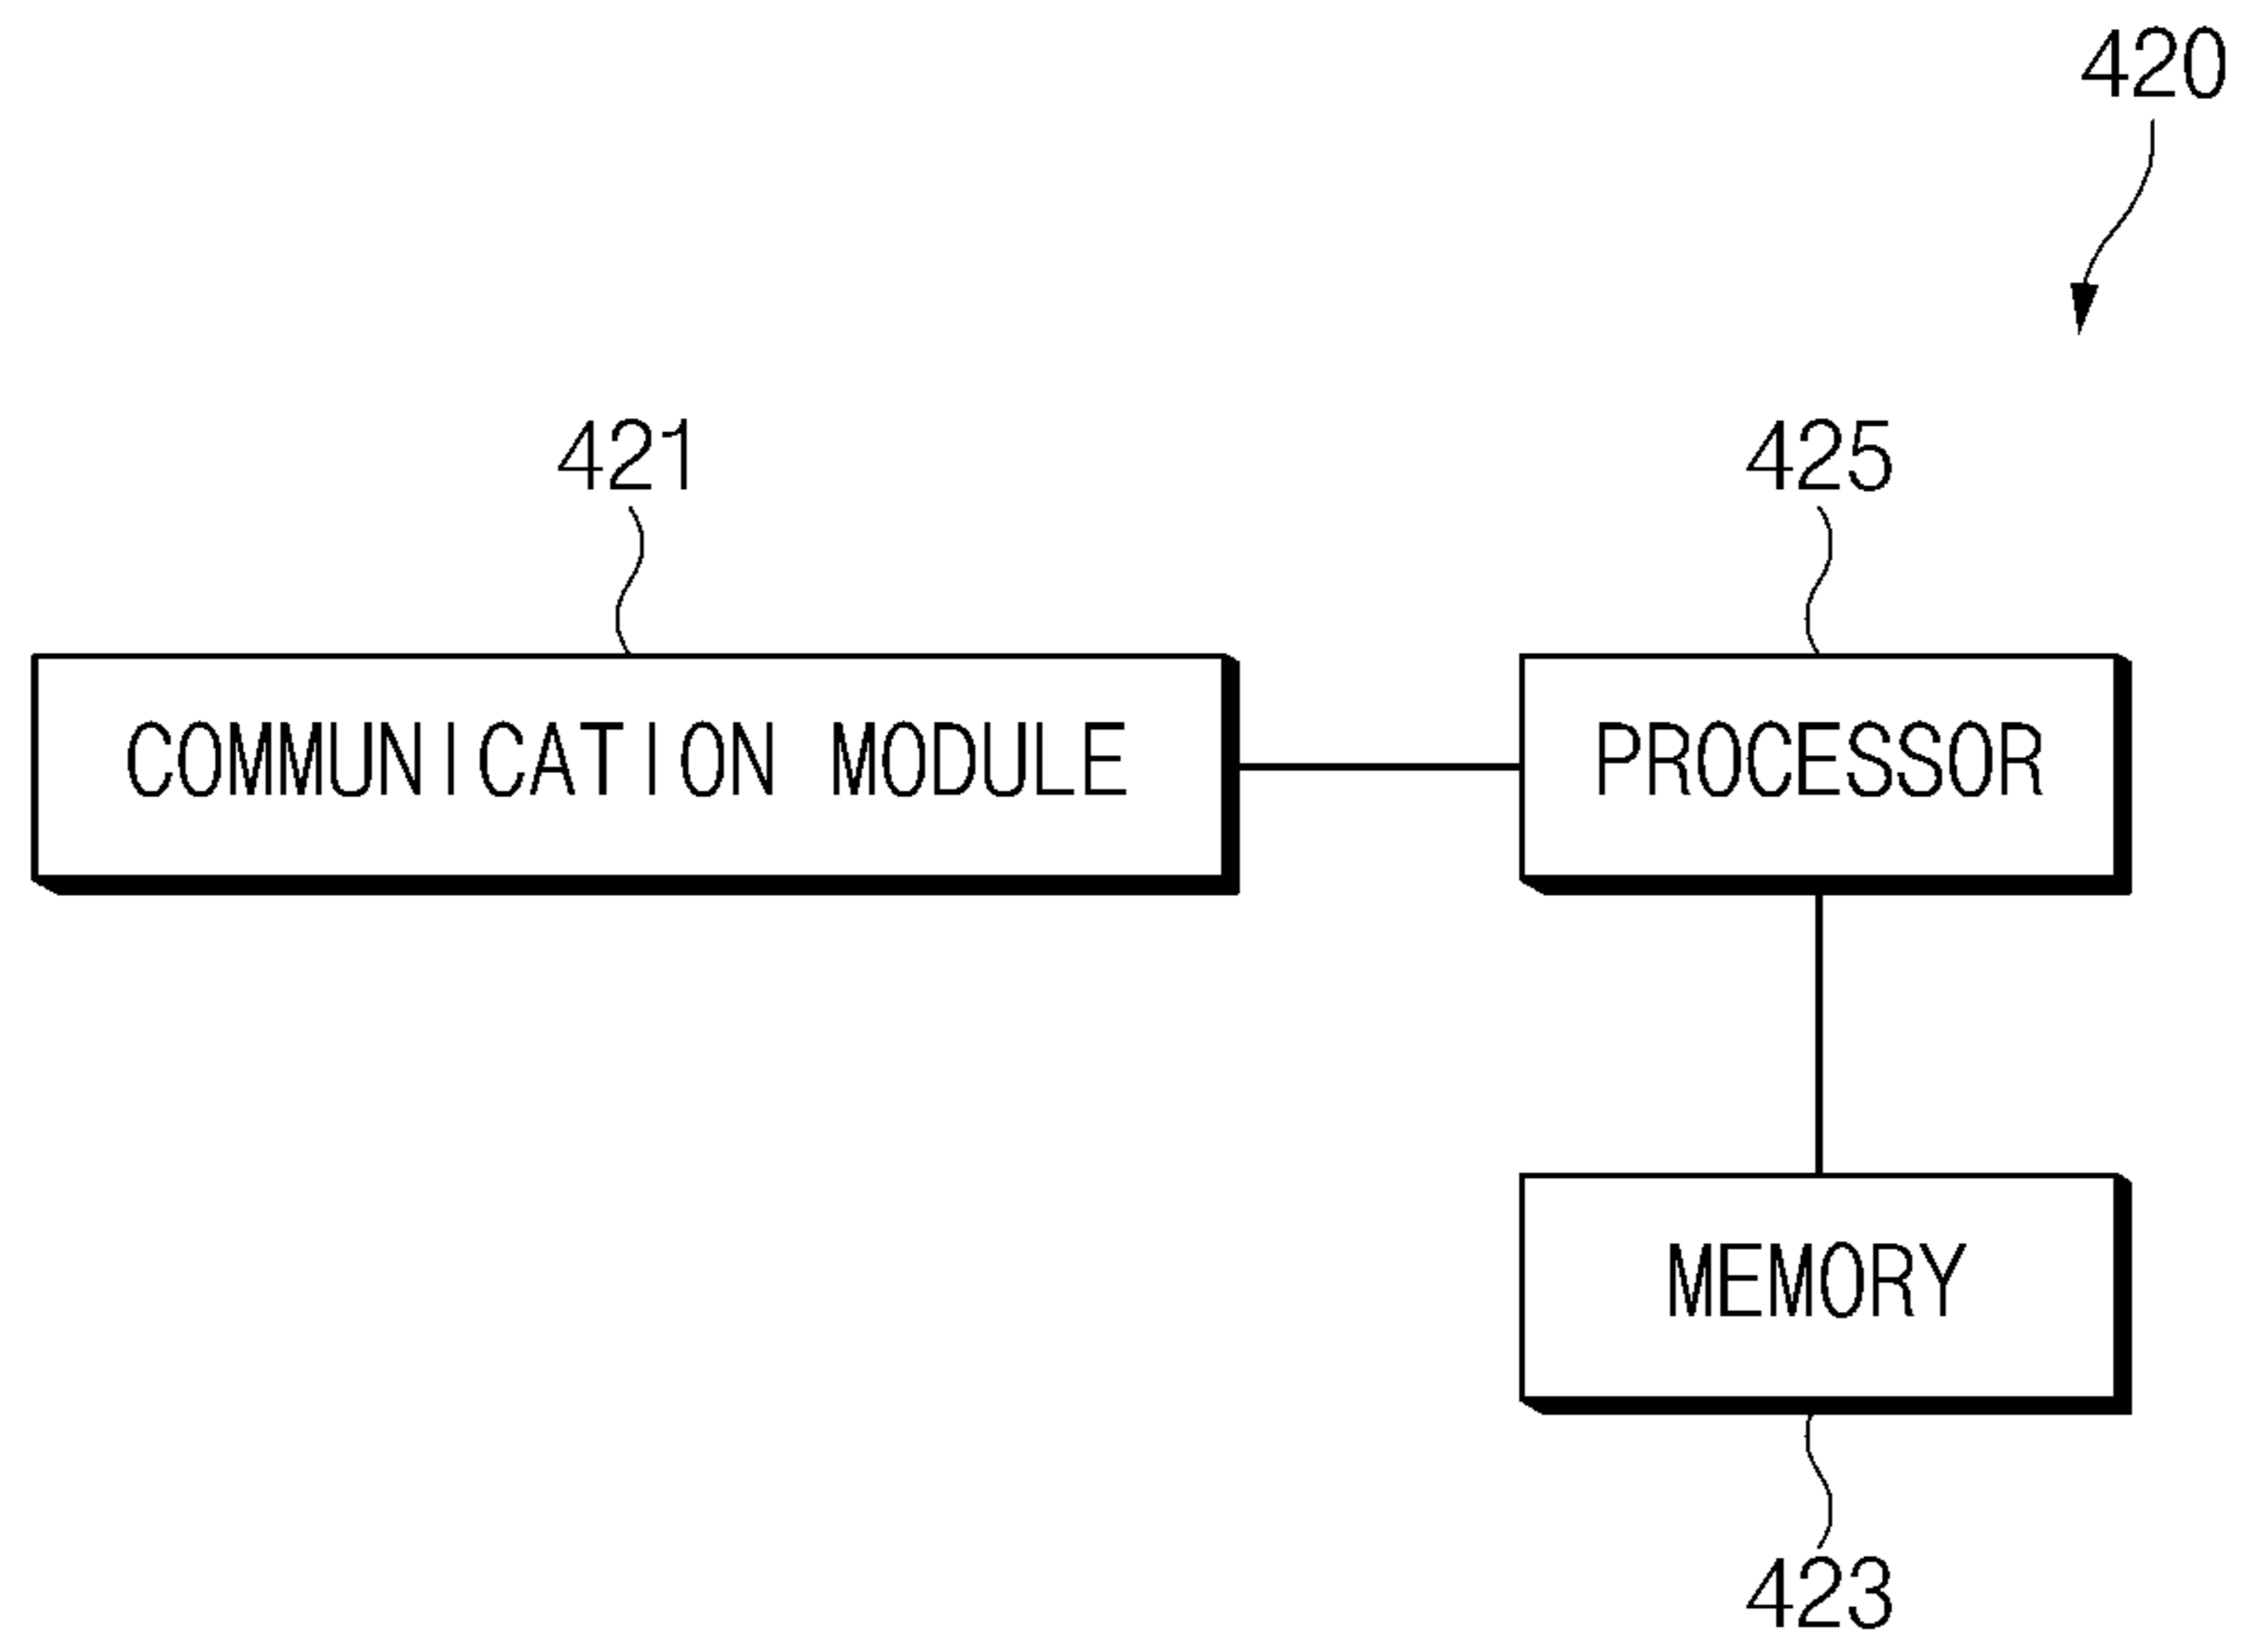 420
421
425
COMMUNICATION MODULE
PROCESSOR
MEMORY
423